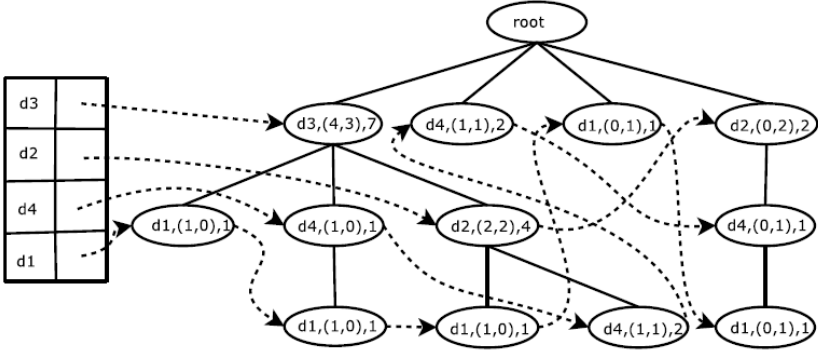 root
d3
d3,(4,3),7
d4,(1,1),2
d1,(0,1),1
d2,(0,2),2
d2
d4
d1,(1,0),1
d4,(1,0),1
d2,(2,2),4
d4,(0,1),1
d1
d1,(1,0),1
d1,(1,0),1
d4,(1,1),2
d1,(0,1),1